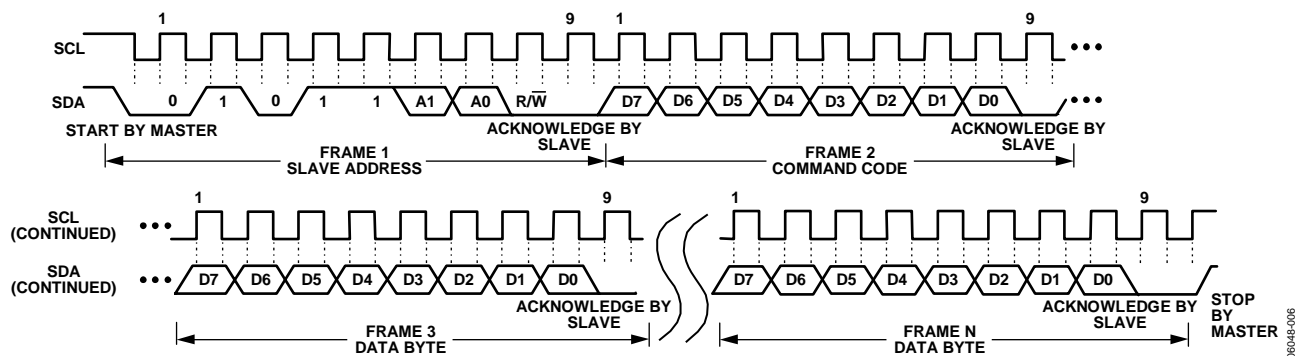 1 9 1 9
SCL
SDA 0 1 0 1 1 A1 A0 R/W̅ D7 D6 D5 D4 D3 D2 D1 D0
START BY MASTER ACKNOWLEDGE BY SLAVE ACKNOWLEDGE BY SLAVE
FRAME 1 SLAVE ADDRESS
FRAME 2 COMMAND CODE
1 9 1 9
SCL (CONTINUED)
SDA (CONTINUED) D7 D6 D5 D4 D3 D2 D1 D0 D7 D6 D5 D4 D3 D2 D1 D0
ACKNOWLEDGE BY SLAVE ACKNOWLEDGE BY SLAVE STOP BY MASTER
FRAME 3 DATA BYTE
FRAME N DATA BYTE
06048-006